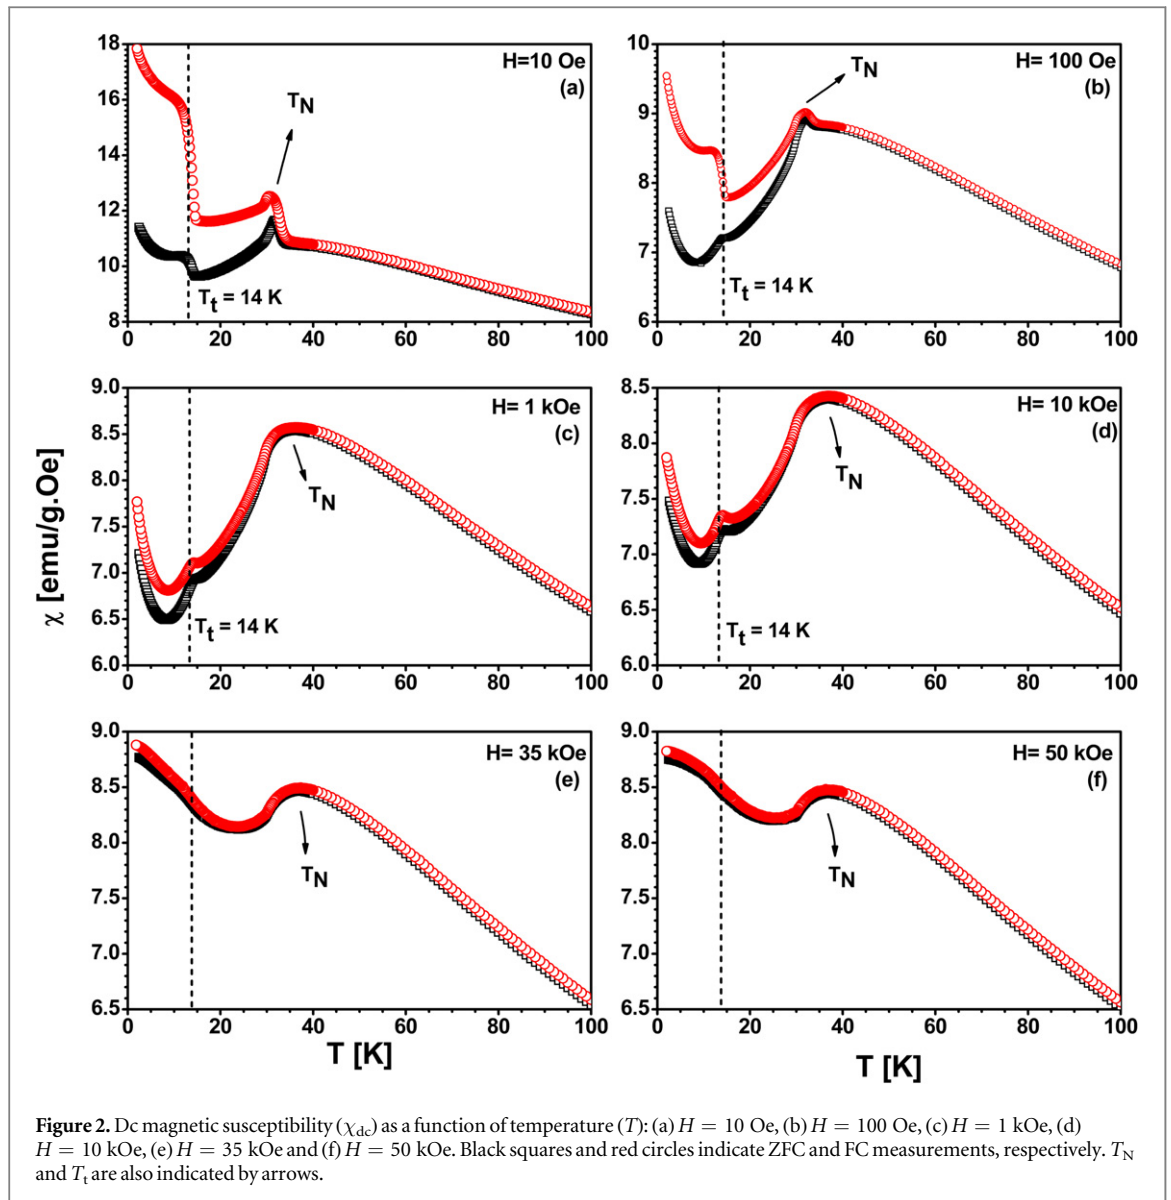 H=10 Oe
(a)
T_N
T_t = 14 K
18
16
14
12
10
8
0 20 40 60 80 100
H= 100 Oe
(b)
T_N
T_t = 14 K
10
9
8
7
6
0 20 40 60 80 100
χ [emu/g.Oe]
H= 1 kOe
(c)
T_N
T_t = 14 K
9.0
8.5
8.0
7.5
7.0
6.5
6.0
0 20 40 60 80 100
H= 10 kOe
(d)
T_N
T_t = 14 K
8.5
8.0
7.5
7.0
6.5
6.0
0 20 40 60 80 100
H= 35 kOe
(e)
T_N
9.0
8.5
8.0
7.5
7.0
6.5
0 20 40 60 80 100
T [K]
H= 50 kOe
(f)
T_N
9.0
8.5
8.0
7.5
7.0
6.5
0 20 40 60 80 100
T [K]
Figure 2. Dc magnetic susceptibility (χ_dc) as a function of temperature (T): (a) H = 10 Oe, (b) H = 100 Oe, (c) H = 1 kOe, (d)
H = 10 kOe, (e) H = 35 kOe and (f) H = 50 kOe. Black squares and red circles indicate ZFC and FC measurements, respectively. T_N
and T_t are also indicated by arrows.